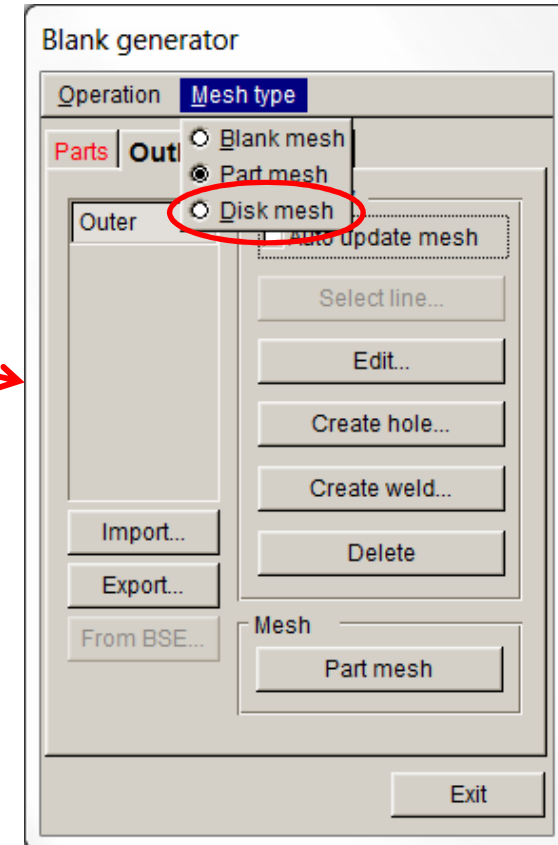 Blank generator
Operation Mesh type
Blank mesh
Parts
Part mesh
Disk mesh
Outer
Auto update mesh
Select line...
Edit...
Create hole...
Create weld...
Import...
Delete
Export...
Mesh
From BSE...
Part mesh
Exit